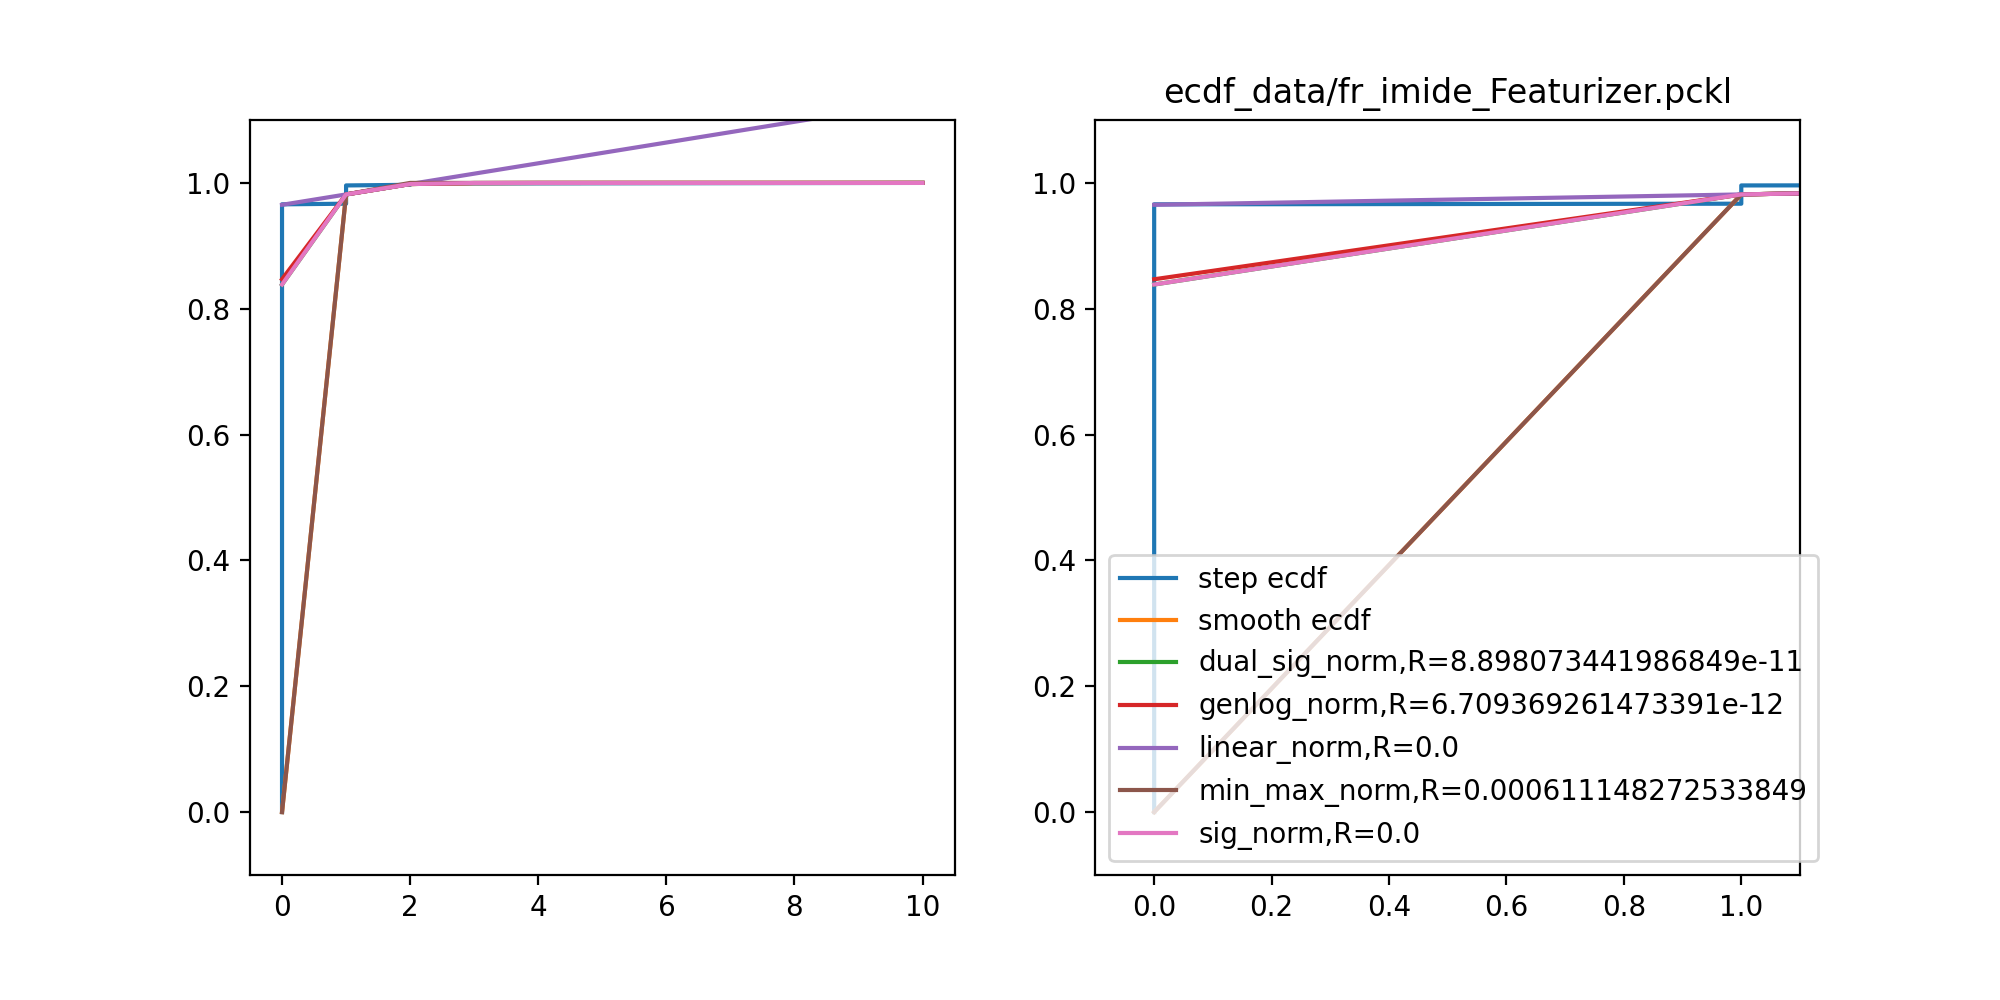 ecdf_data/fr_imide_Featurizer.pckl
1.0
0.8
0.6
0.4
0.2
0.0
0 2 4 6 8 10
1.0
0.8
0.6
0.4
0.2
0.0
step ecdf
smooth ecdf
dual_sig_norm,R=8.898073441986849e-11
genlog_norm,R=6.709369261473391e-12
linear_norm,R=0.0
min_max_norm,R=0.000611148272533849
sig_norm,R=0.0
0.0 0.2 0.4 0.6 0.8 1.0